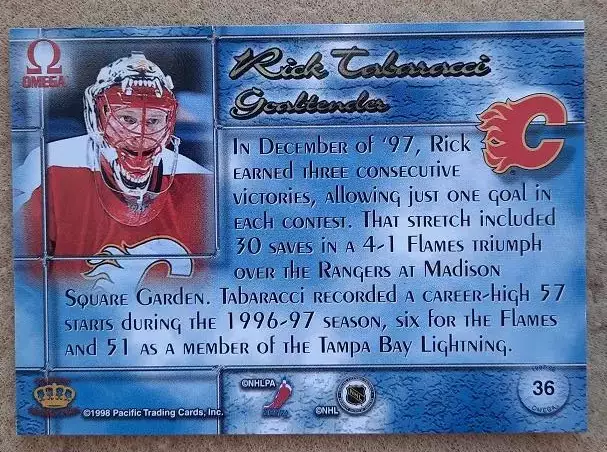 Ω
OMEGA
Rick Tabaracci
Goaltender
In December of '97, Rick
earned three consecutive
victories, allowing just one goal in
each contest. That stretch included
30 saves in a 4-1 Flames triumph
over the Rangers at Madison
Square Garden. Tabaracci recorded a career-high 57
starts during the 1996-97 season, six for the Flames
and 51 as a member of the Tampa Bay Lightning.
©1998 Pacific Trading Cards, Inc.
©NHLPA
©NHL
36
OMEGA